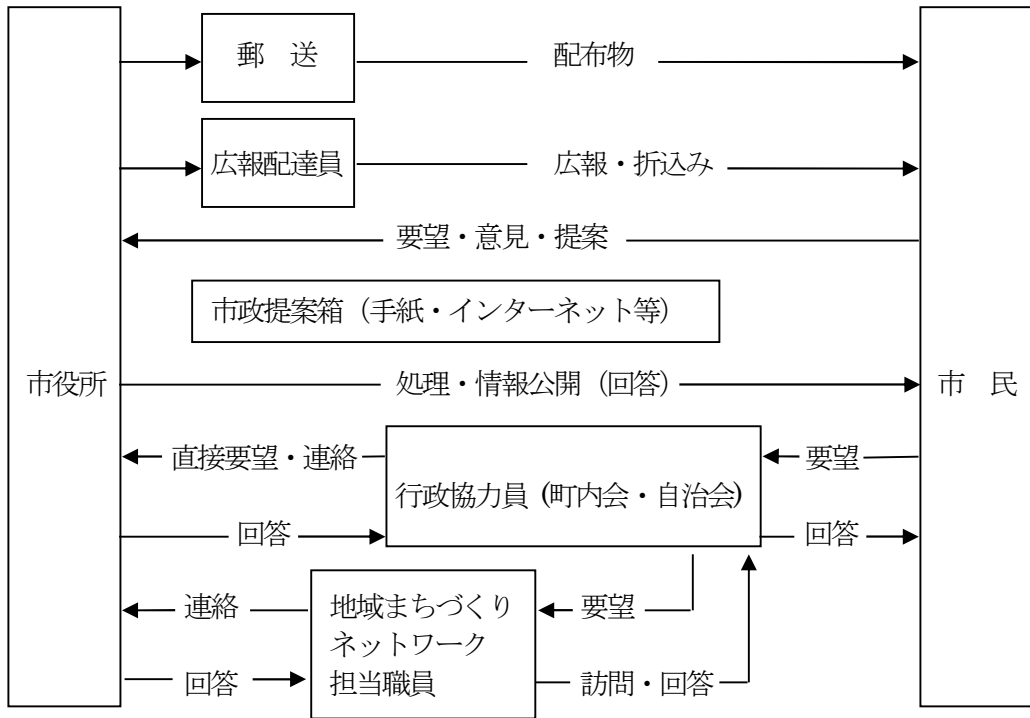 郵　送
配布物
広報配達員
広報・折込み
要望・意見・提案
市政提案箱（手紙・インターネット等）
市役所
処理・情報公開（回答）
市　民
直接要望・連絡
要望
行政協力員（町内会・自治会）
回答
回答
連絡
地域まちづくり
ネットワーク
担当職員
要望
回答
訪問・回答